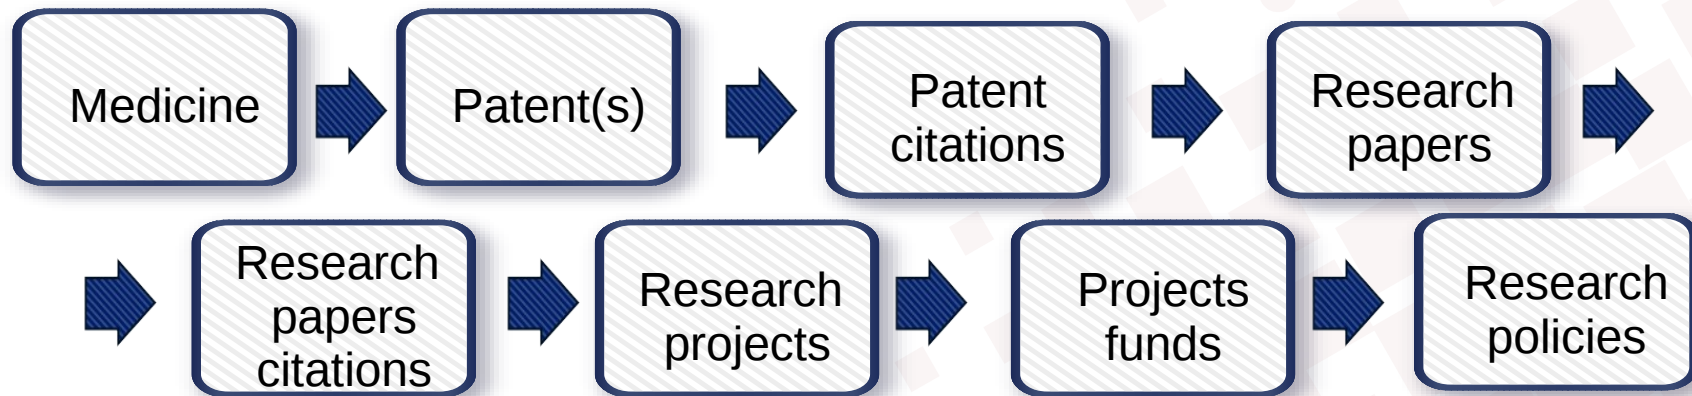 Medicine
Patent(s)
Patent
citations
Research
papers
Research
papers
citations
Research
projects
Projects
funds
Research
policies